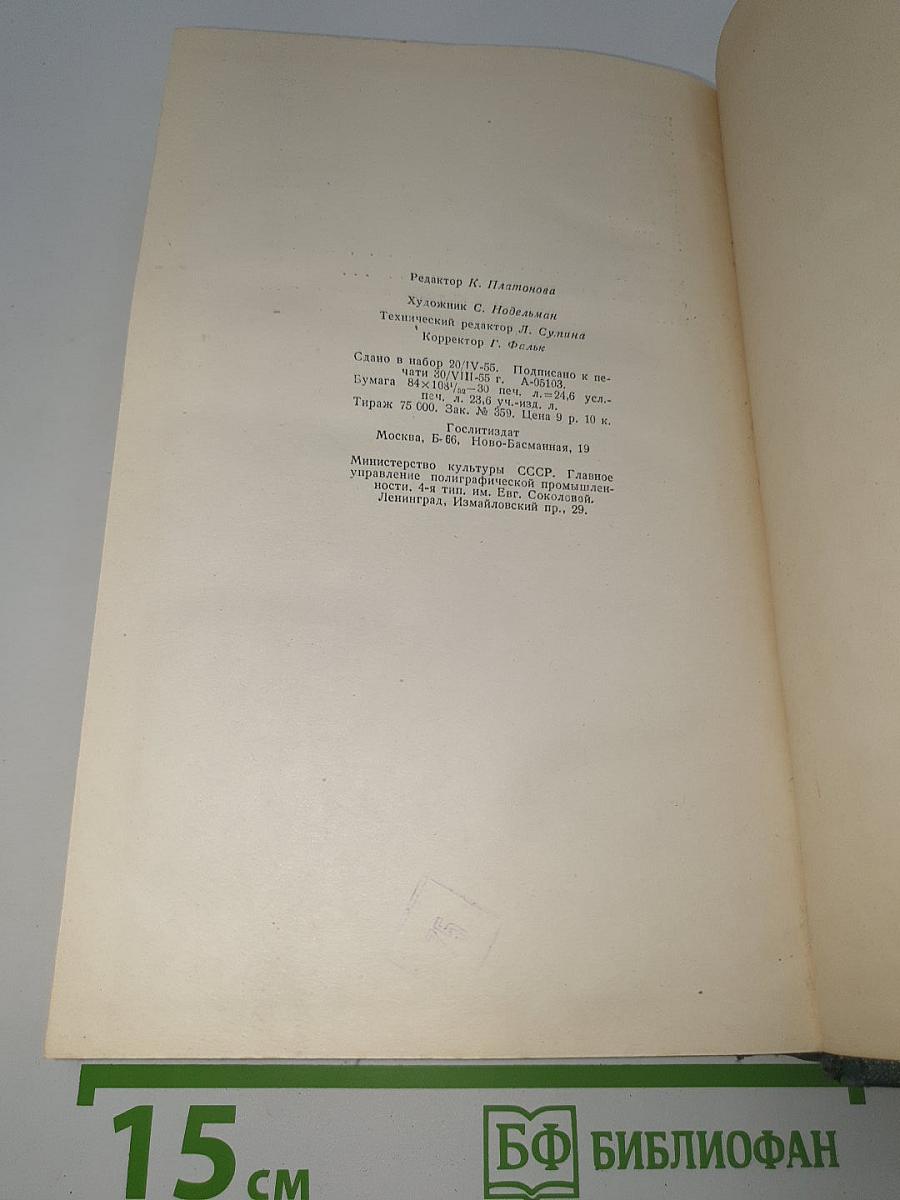 Редактор К. Платонова
Художник С. Нодельман
Технический редактор Л. Сутина
Корректор Г. Фальк
Сдано в набор 20/IV-55. Подписано к пе-
чати 30/VIII-55 г. А-05103.
Бумага 84×108¹/₃₂—30 печ. л.=24,6 усл.-
печ. л. 23,6 уч.-изд. л.
Тираж 75 000. Зак. № 359. Цена 9 р. 10 к.
Гослитиздат
Москва, Б-66, Ново-Басманная, 19
Министерство культуры СССР. Главное
управление полиграфической промышлен-
ности. 4-я тип. им. Евг. Соколовой.
Ленинград, Измайловский пр., 29.
15 см
БФ БИБЛИОФАН